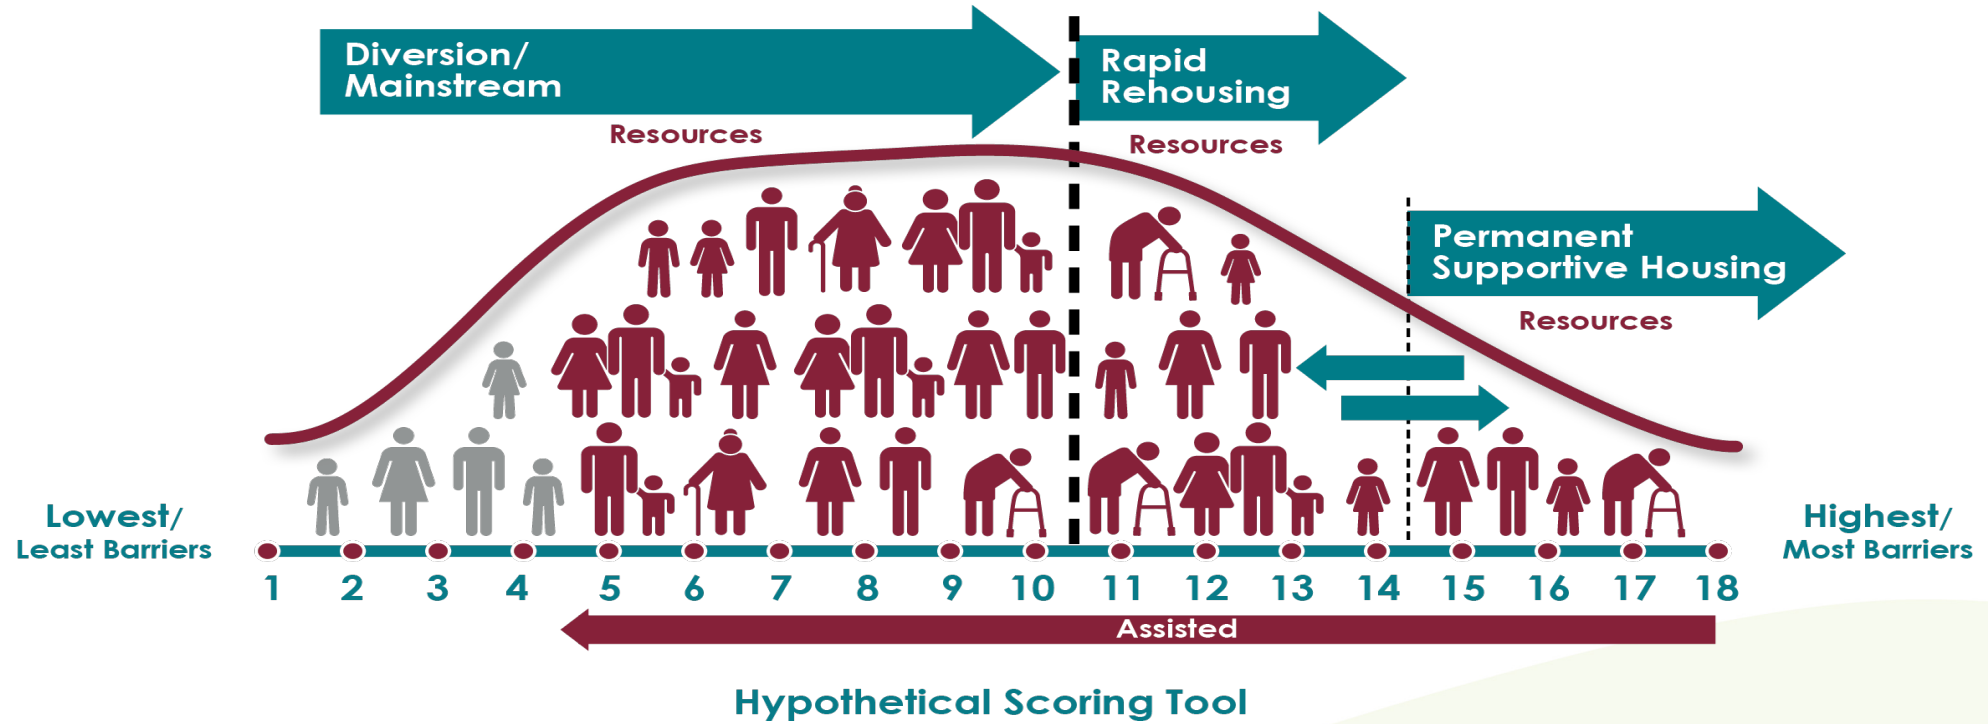 Diversion/
Mainstream
Resources
Rapid
Rehousing
Resources
Permanent
Supportive Housing
Resources
Lowest/
Least Barriers
Highest/
Most Barriers
1 2 3 4 5 6 7 8 9 10 11 12 13 14 15 16 17 18
Assisted
Hypothetical Scoring Tool